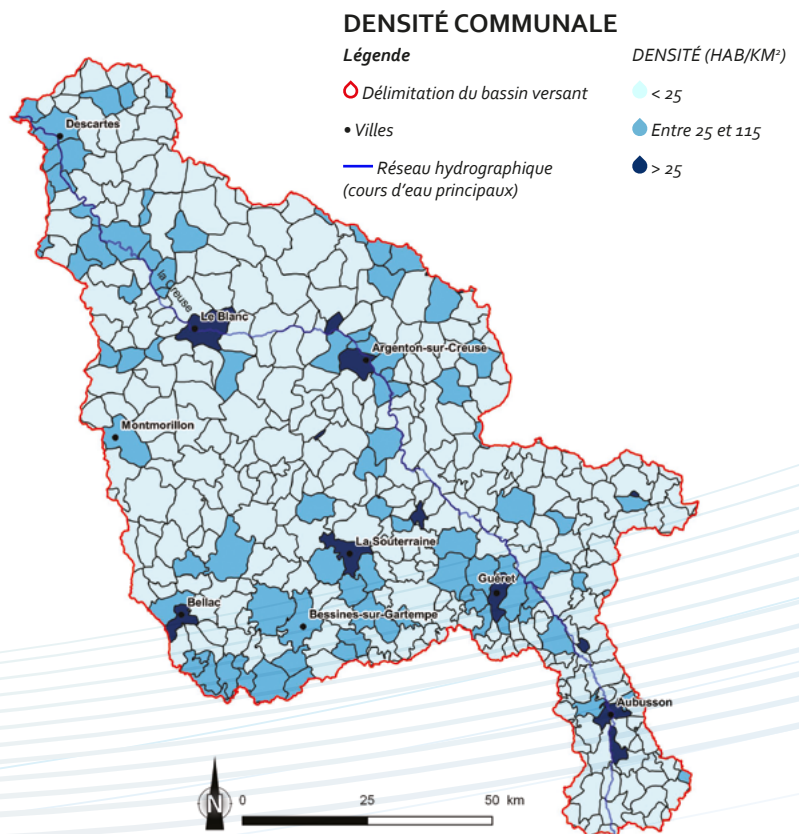 DENSITÉ COMMUNALE
Légende
Délimitation du bassin versant
• Villes
Réseau hydrographique
(cours d'eau principaux)
DENSITÉ (HAB/KM²)
< 25
Entre 25 et 115
> 25
Descartes
la Creuse
Le Blanc
Argenton-sur-Creuse
Montmorillon
La Souterraine
Guéret
Bellac
Bessines-sur-Gartempe
Aubusson
N
0 25 50 km